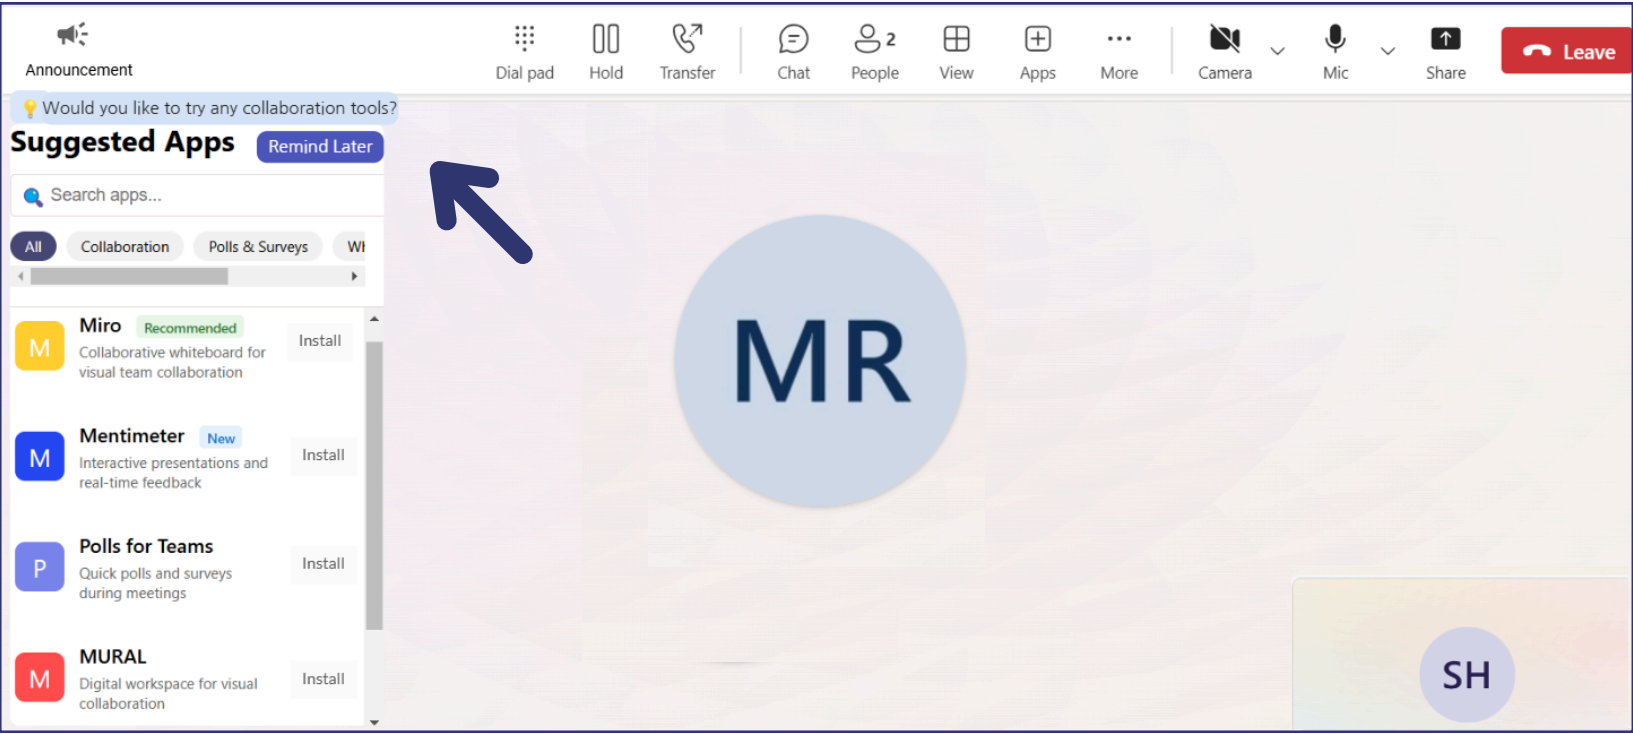 Announcement
Dial pad Hold Transfer Chat 2 People View Apps More Camera Mic Share Leave
Would you like to try any collaboration tools?
Suggested Apps Remind Later
Search apps...
All Collaboration Polls & Surveys Wh
Miro Recommended
Collaborative whiteboard for
visual team collaboration
Install
M
Mentimeter New
Interactive presentations and
real-time feedback
Install
M
Polls for Teams
Quick polls and surveys
during meetings
Install
P
MURAL
Digital workspace for visual
collaboration
Install
M
MR
SH